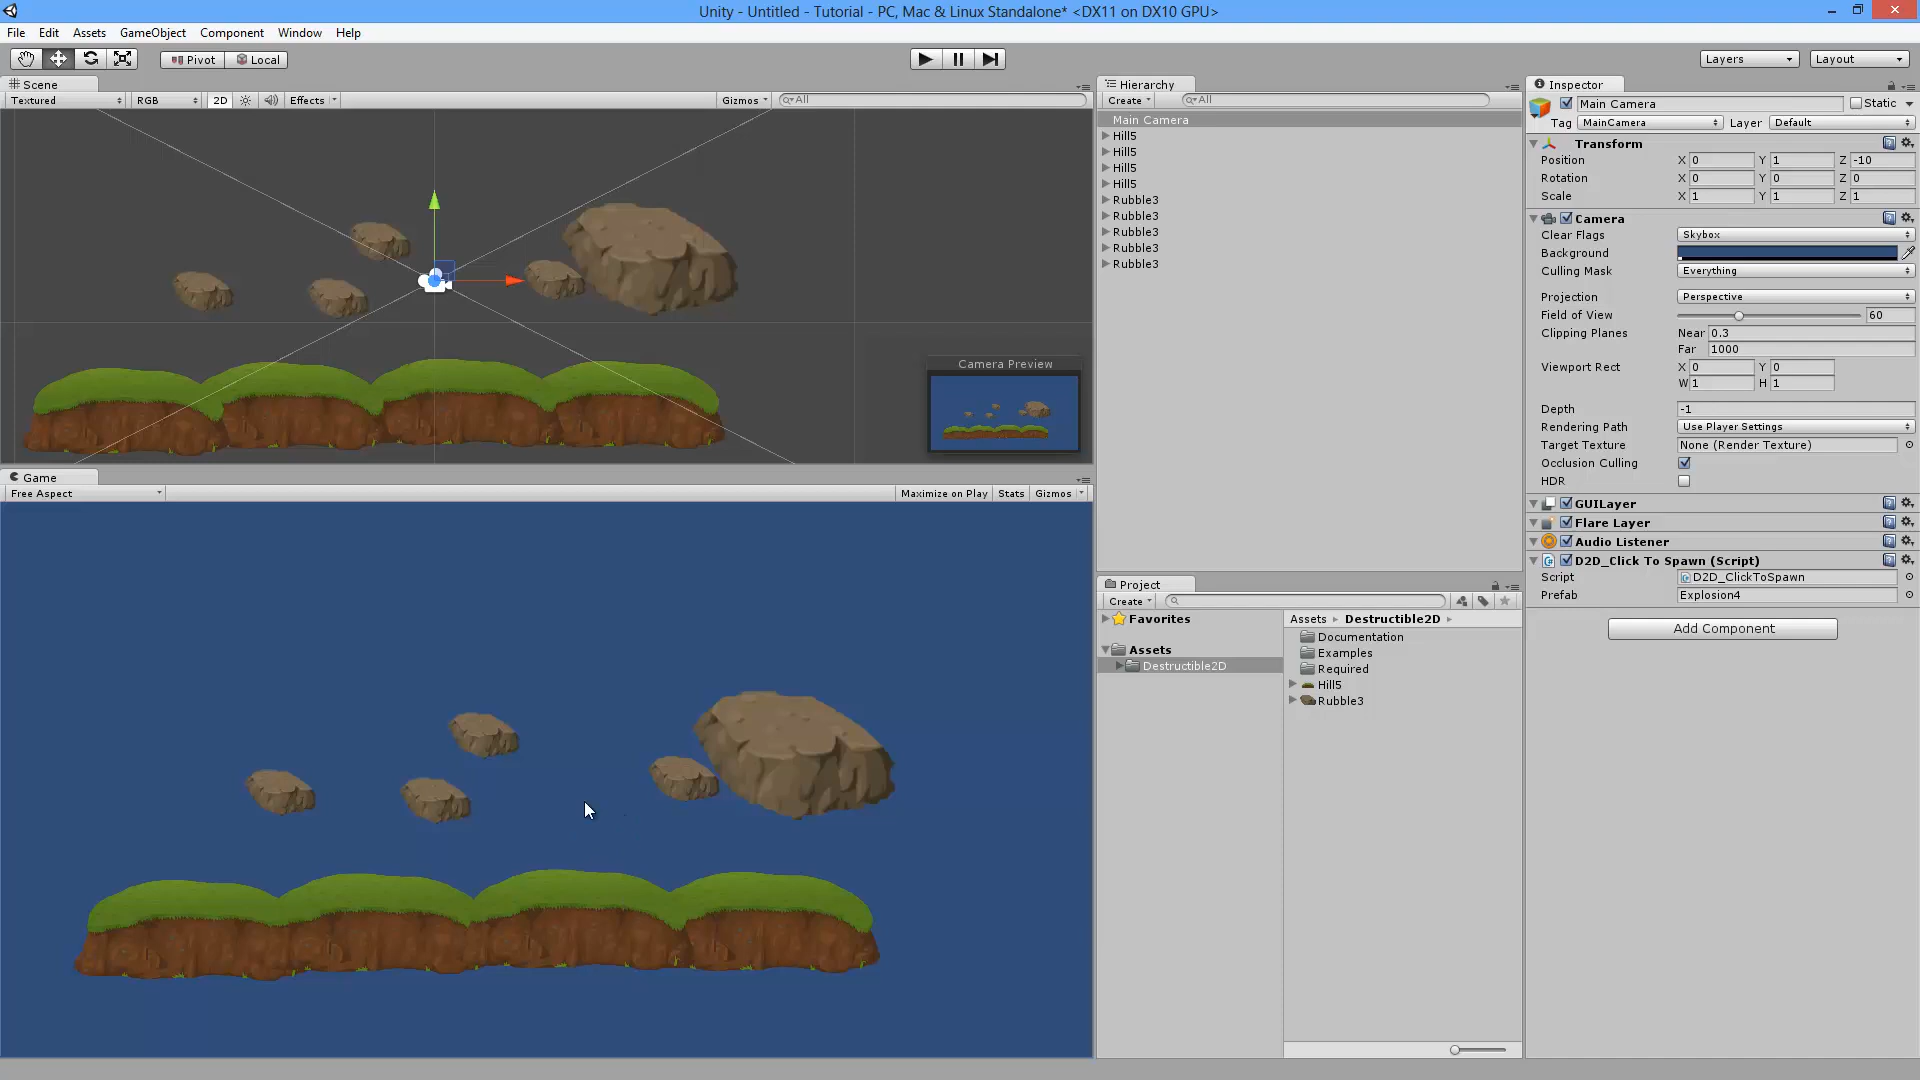 Unity - Untitled - Tutorial - PC, Mac & Linux Standalone* <DX11 on DX10 GPU>
File Edit Assets GameObject Component Window Help
Pivot Local Layers Layout
Scene
Textured RGB 2D Effects Gizmos All
Camera Preview
Game
Free Aspect Maximize on Play Stats Gizmos
Hierarchy
Create All
Main Camera
Hill5
Hill5
Hill5
Hill5
Rubble3
Rubble3
Rubble3
Rubble3
Rubble3
Project
Create
Favorites
Assets
Destructible2D
Assets Destructible2D
Documentation
Examples
Required
Hill5
Rubble3
Inspector
Main Camera Static
Tag MainCamera Layer Default
Transform
Position X 0 Y 1 Z -10
Rotation X 0 Y 0 Z 0
Scale X 1 Y 1 Z 1
Camera
Clear Flags Skybox
Background
Culling Mask Everything
Projection Perspective
Field of View 60
Clipping Planes Near 0.3
Far 1000
Viewport Rect X 0 Y 0
W 1 H 1
Depth -1
Rendering Path Use Player Settings
Target Texture None (Render Texture)
Occlusion Culling
HDR
GUILayer
Flare Layer
Audio Listener
D2D_Click To Spawn (Script)
Script D2D_ClickToSpawn
Prefab Explosion4
Add Component